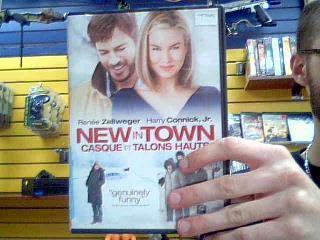 Renée Zellweger Harry Connick, Jr.
NEW IN TOWN
CASQUE ET TALONS HAUTS
"genuinely
funny"